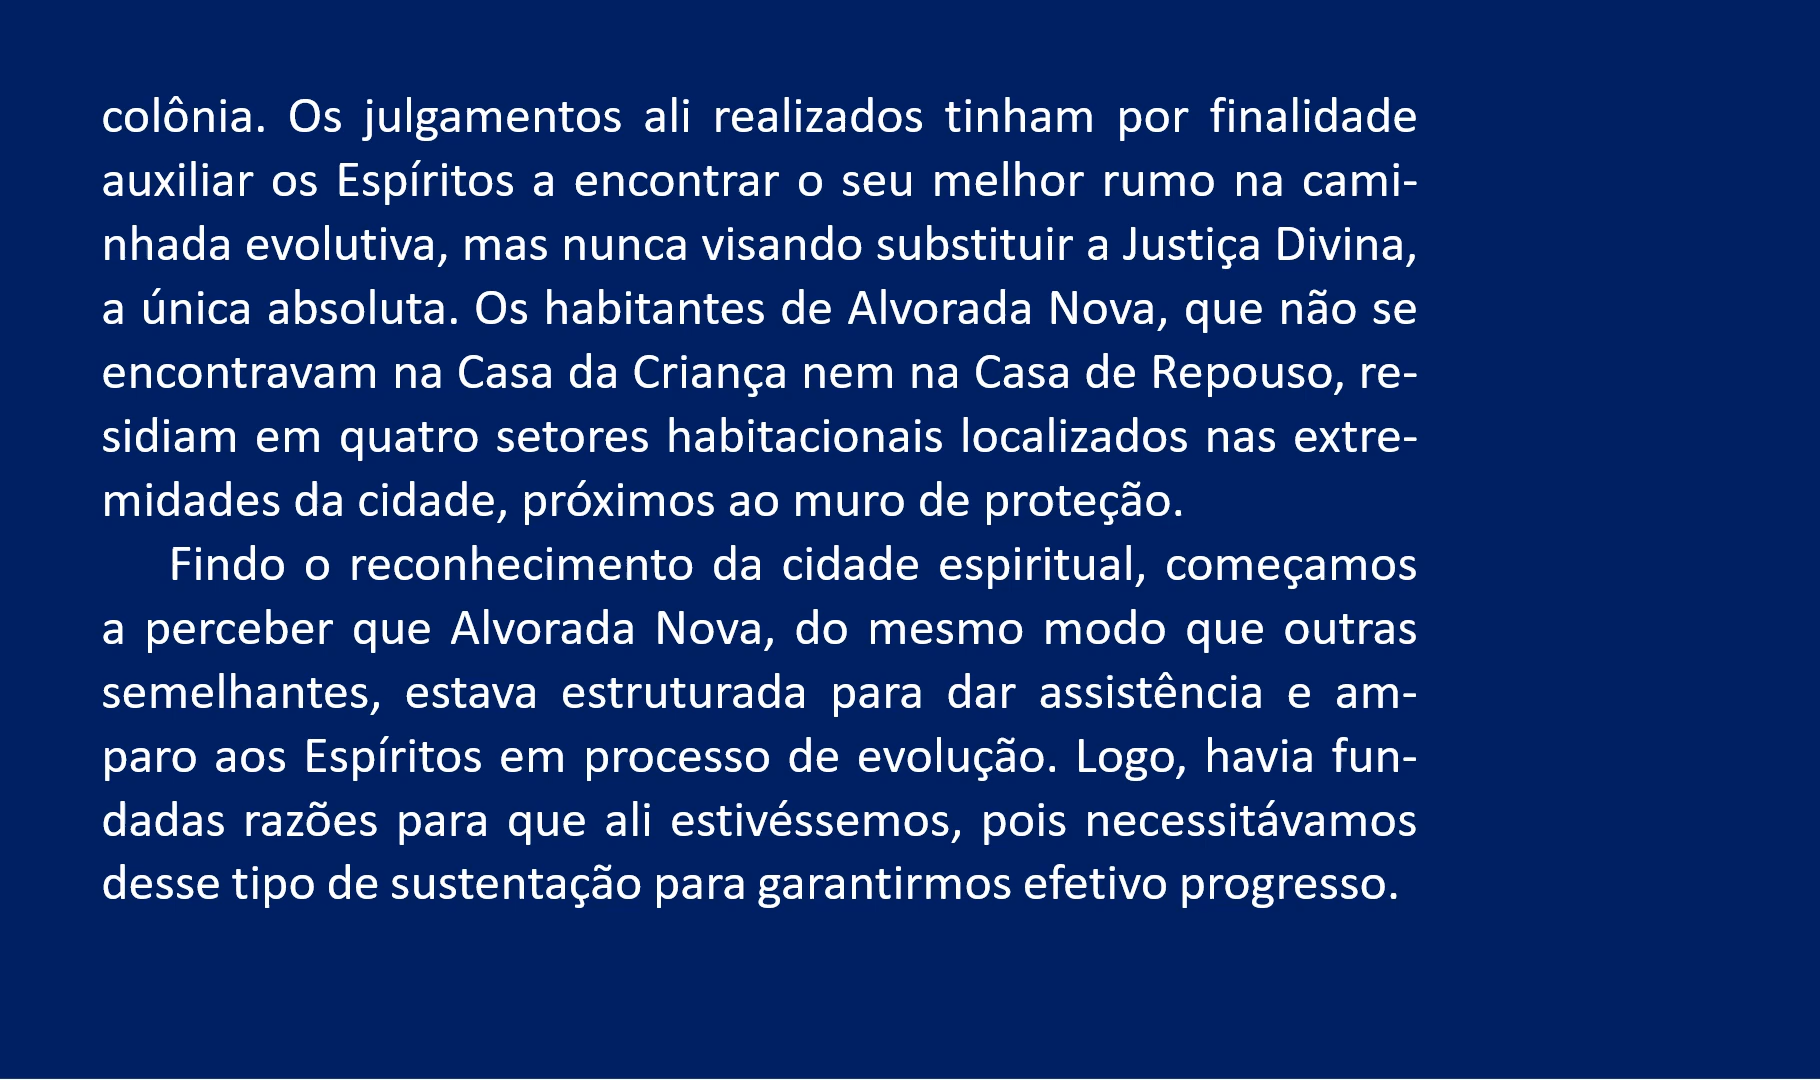 colônia. Os julgamentos ali realizados tinham por finalidade
auxiliar os Espíritos a encontrar o seu melhor rumo na cami-
nhada evolutiva, mas nunca visando substituir a Justiça Divina,
a única absoluta. Os habitantes de Alvorada Nova, que não se
encontravam na Casa da Criança nem na Casa de Repouso, re-
sidiam em quatro setores habitacionais localizados nas extre-
midades da cidade, próximos ao muro de proteção.
Findo o reconhecimento da cidade espiritual, começamos
a perceber que Alvorada Nova, do mesmo modo que outras
semelhantes, estava estruturada para dar assistência e am-
paro aos Espíritos em processo de evolução. Logo, havia fun-
dadas razões para que ali estivéssemos, pois necessitávamos
desse tipo de sustentação para garantirmos efetivo progresso.